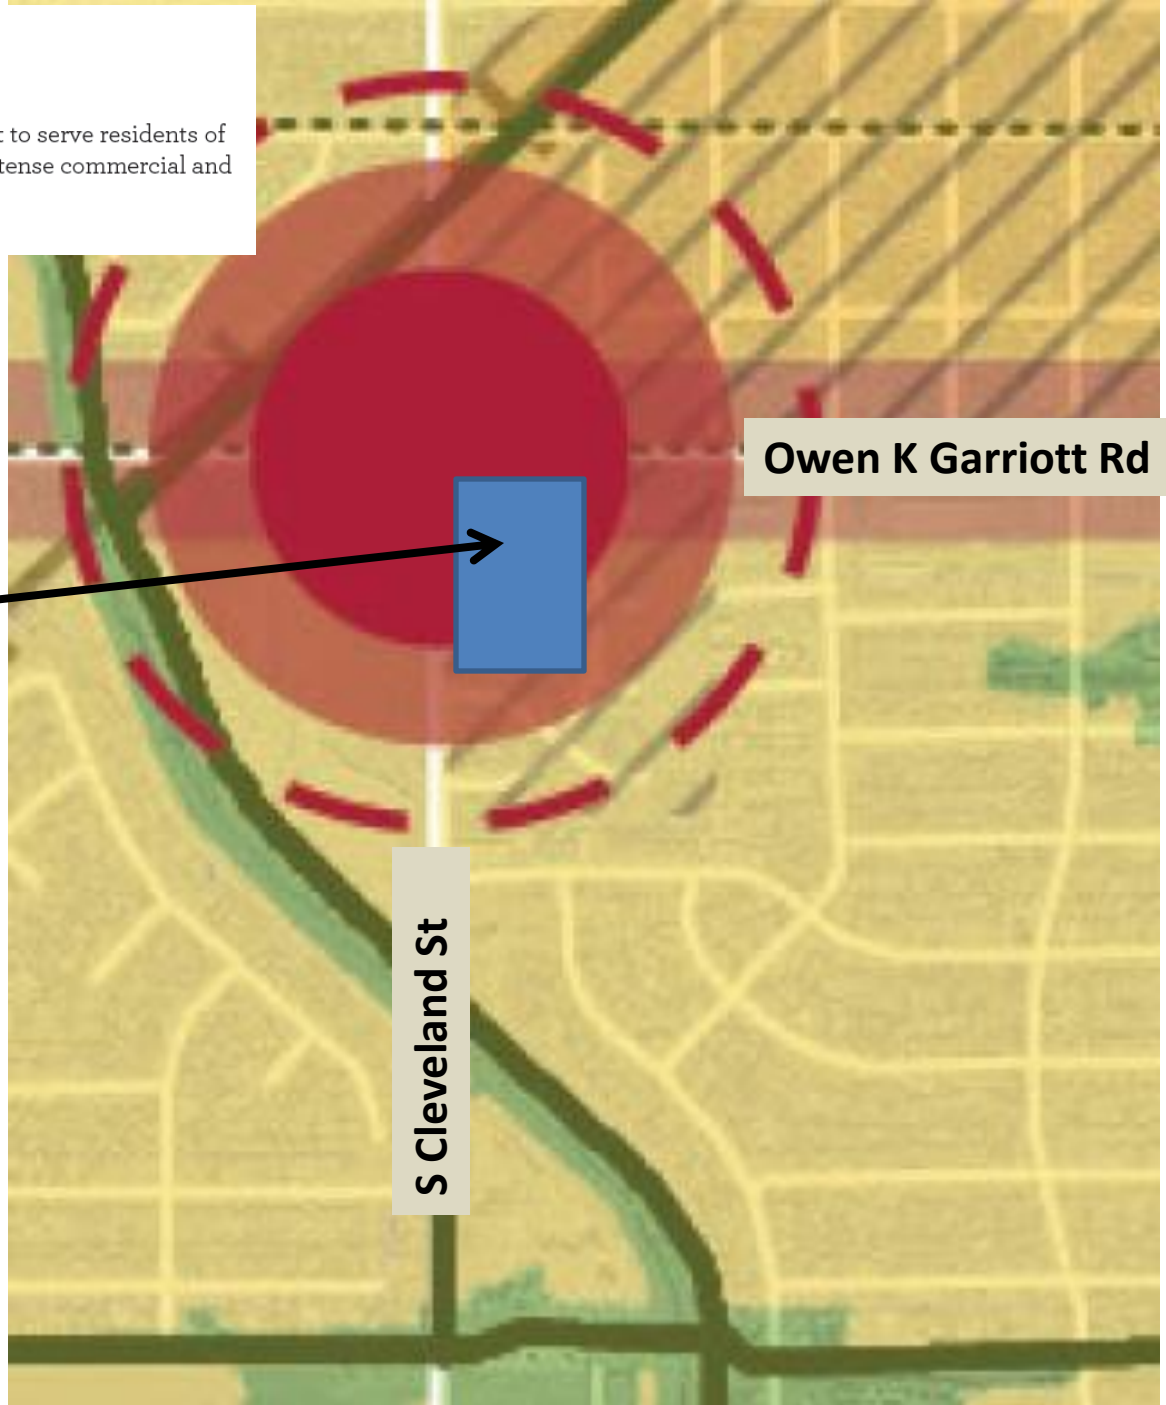 to serve residents of
tense commercial and
Owen K Garriott Rd
S Cleveland St